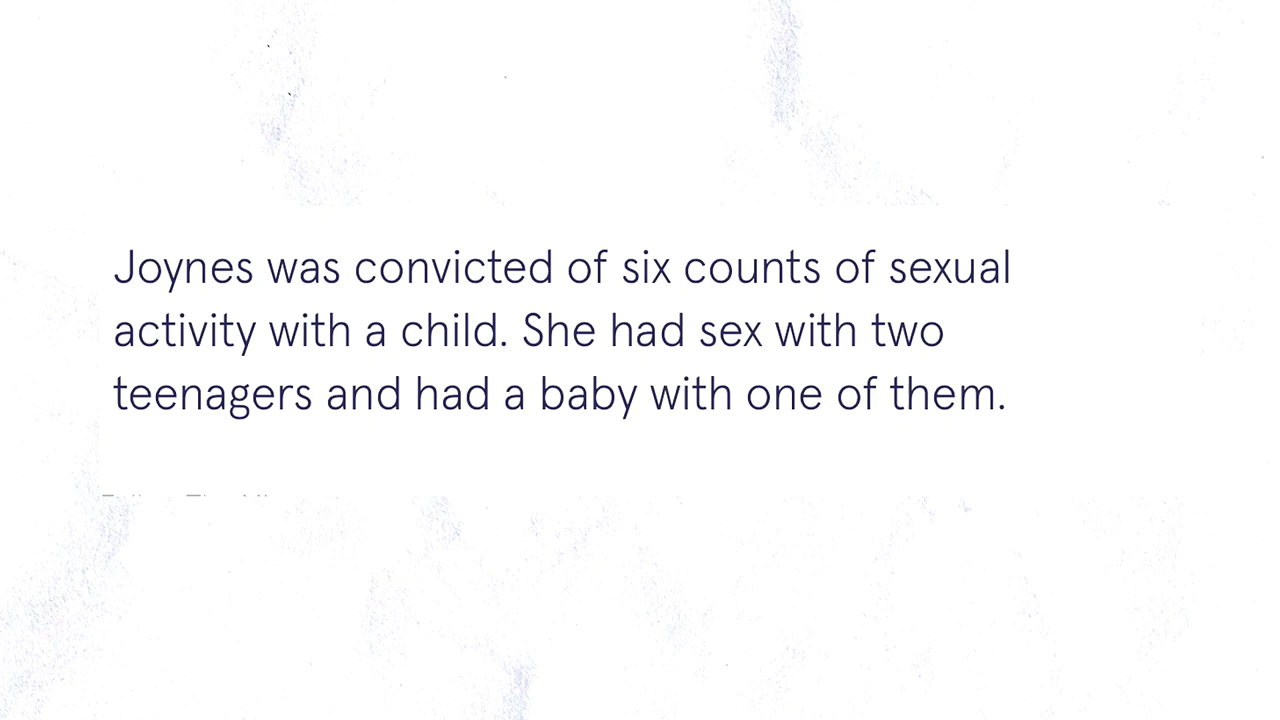 Joynes was convicted of six counts of sexual
activity with a child. She had sex with two
teenagers and had a baby with one of them.